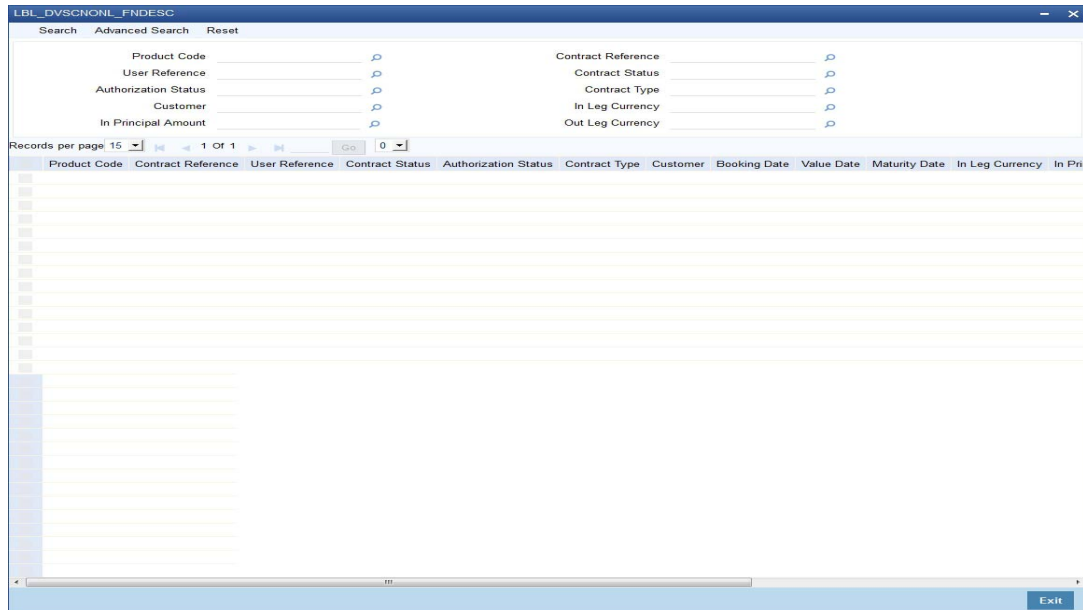 LBL_DVSCNONL_FNDESC
Search Advanced Search Reset
Product Code Contract Reference
User Reference Contract Status
Authorization Status Contract Type
Customer In Leg Currency
In Principal Amount Out Leg Currency
Records per page 15 1 Of 1 Go 0
Product Code Contract Reference User Reference Contract Status Authorization Status Contract Type Customer Booking Date Value Date Maturity Date In Leg Currency In Pri
Exit